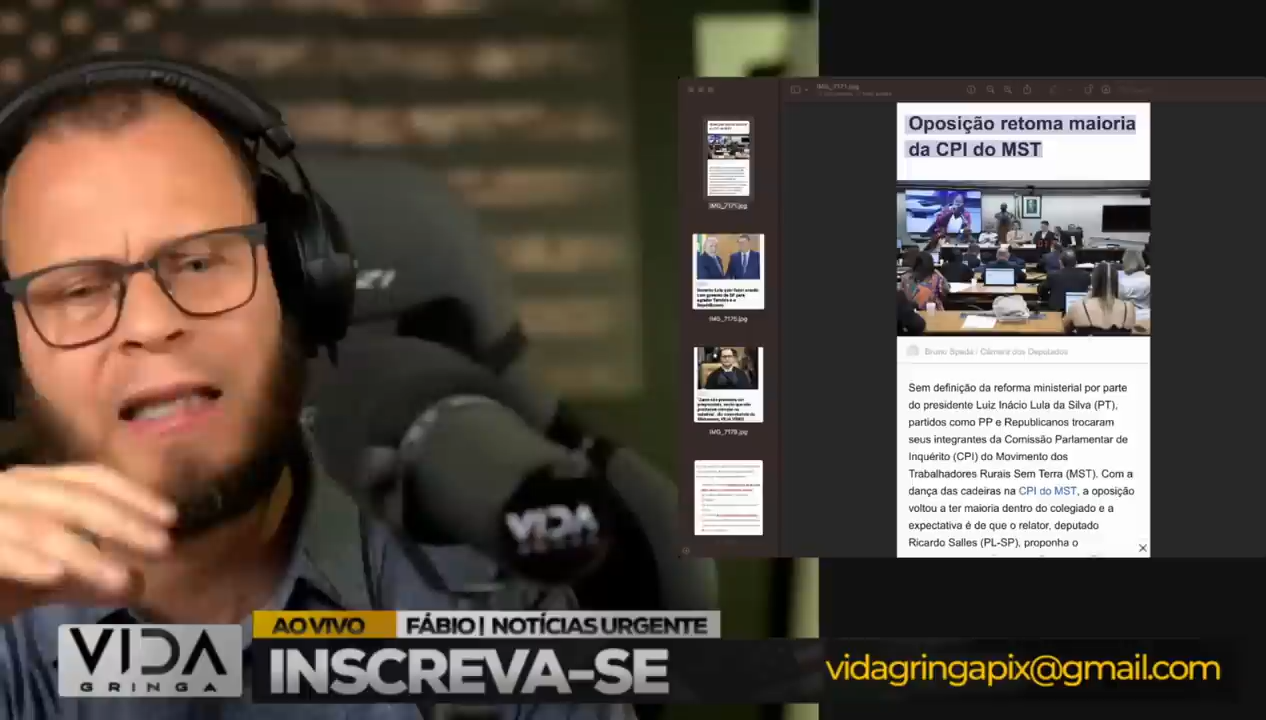 IMG_7171.jpg
Oposição retoma maioria
da CPI do MST
Bruno Spada / Câmara dos Deputados
Sem definição da reforma ministerial por parte
do presidente Luiz Inácio Lula da Silva (PT),
partidos como PP e Republicanos trocaram
seus integrantes da Comissão Parlamentar de
Inquérito (CPI) do Movimento dos
Trabalhadores Rurais Sem Terra (MST). Com a
dança das cadeiras na CPI do MST, a oposição
voltou a ter maioria dentro do colegiado e a
expectativa é de que o relator, deputado
Ricardo Salles (PL-SP), proponha o
IMG_7171.jpg
VIDA
AO VIVO
FÁBIO | NOTÍCIAS URGENTE
VIDA
GRINGA
INSCREVA-SE
vidagringapix@gmail.com